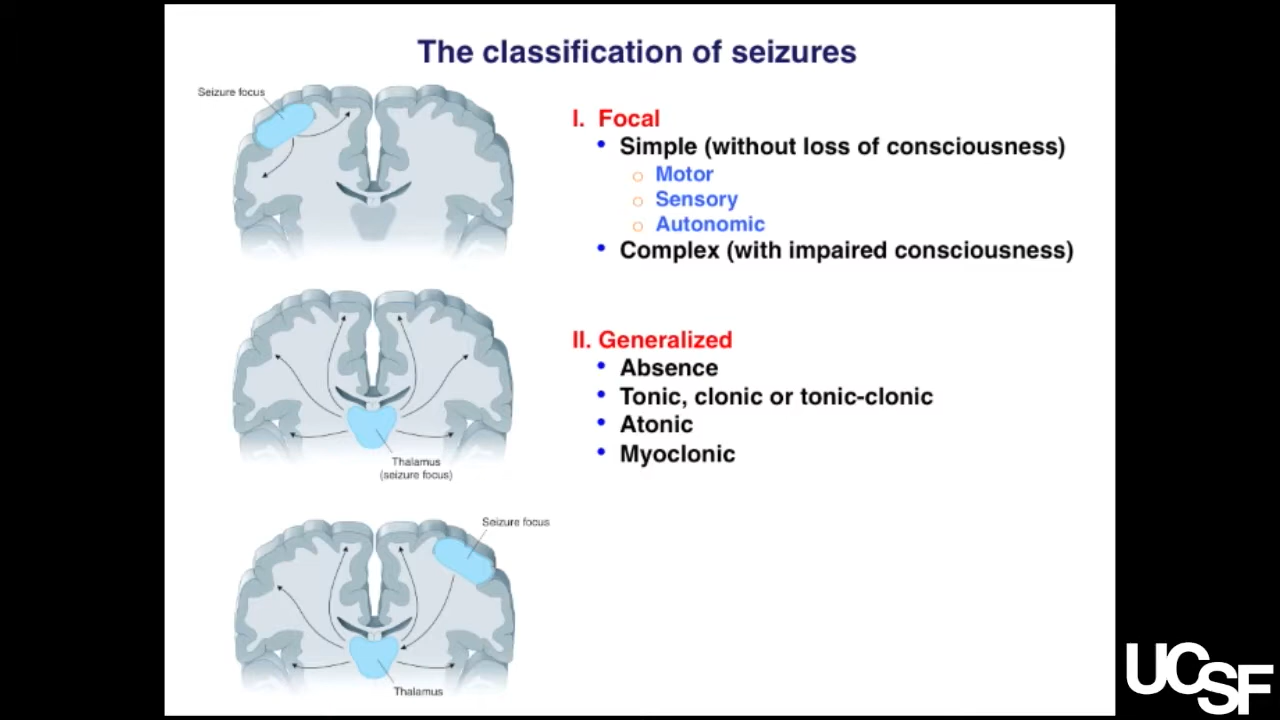 The classification of seizures
Seizure focus
I. Focal
• Simple (without loss of consciousness)
○ Motor
○ Sensory
○ Autonomic
• Complex (with impaired consciousness)
II. Generalized
• Absence
• Tonic, clonic or tonic-clonic
• Atonic
• Myoclonic
Thalamus
(seizure focus)
Seizure focus
Thalamus
UCSF